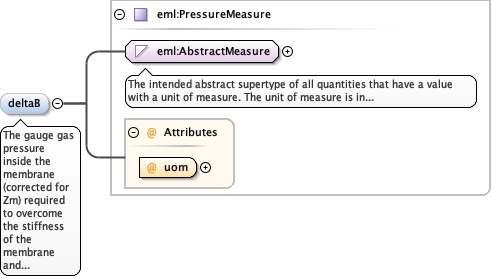 eml:PressureMeasure
eml:AbstractMeasure
The intended abstract supertype of all quantities that have a value
with a unit of measure. The unit of measure is in...
deltaB
The gauge gas
pressure
inside the
membrane
(corrected for
Zm) required
to overcome
the stiffness
of the
membrane
and...
@ Attributes
@ uom